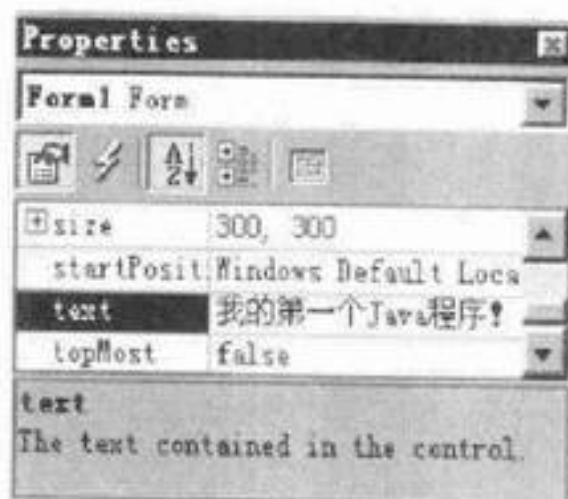 Properties
Form1 Form
size 300, 300
startPosit Windows Default Loca
text 我的第一个Java程序!
topMost false
text
The text contained in the control.